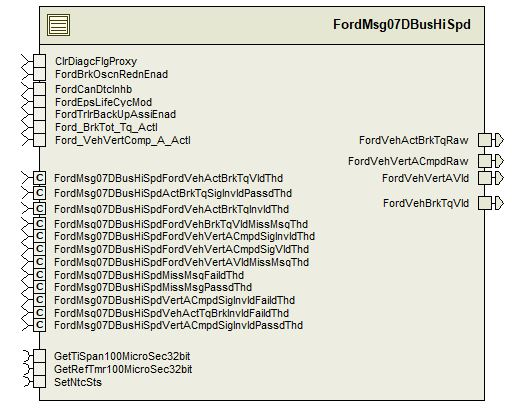 FordMsg07DBusHiSpd
ClrDiagcFlgProxy
FordBrkOscnRednEnad
FordCanDtcInhb
FordEpsLifeCycMod
FordTrlrBackUpAssiEnad
Ford_BrkTot_Tq_Actl
Ford_VehVertComp_A_Actl
FordVehActBrkTqRaw
FordVehVertACmpdRaw
FordVehVertAVld
FordVehBrkTqVld
C FordMsg07DBusHiSpdFordVehActBrkTqVldThd
C FordMsg07DBusHiSpdActBrkTqSigInvldPassdThd
C FordMsg07DBusHiSpdFordVehActBrkTqInvldThd
C FordMsg07DBusHiSpdFordVehBrkTqVldMissMsgThd
C FordMsg07DBusHiSpdFordVehVertACmpdSigInvldThd
C FordMsg07DBusHiSpdFordVehVertACmpdSigVldThd
C FordMsg07DBusHiSpdFordVehVertAVldMissMsgThd
C FordMsg07DBusHiSpdMissMsgFaildThd
C FordMsg07DBusHiSpdMissMsgPassdThd
C FordMsg07DBusHiSpdVertACmpdSigInvldFaildThd
C FordMsg07DBusHiSpdVehActTqBrkInvldFaildThd
C FordMsg07DBusHiSpdVertACmpdSigInvldPassdThd
GetTiSpan100MicroSec32bit
GetRefTmr100MicroSec32bit
SetNtcSts